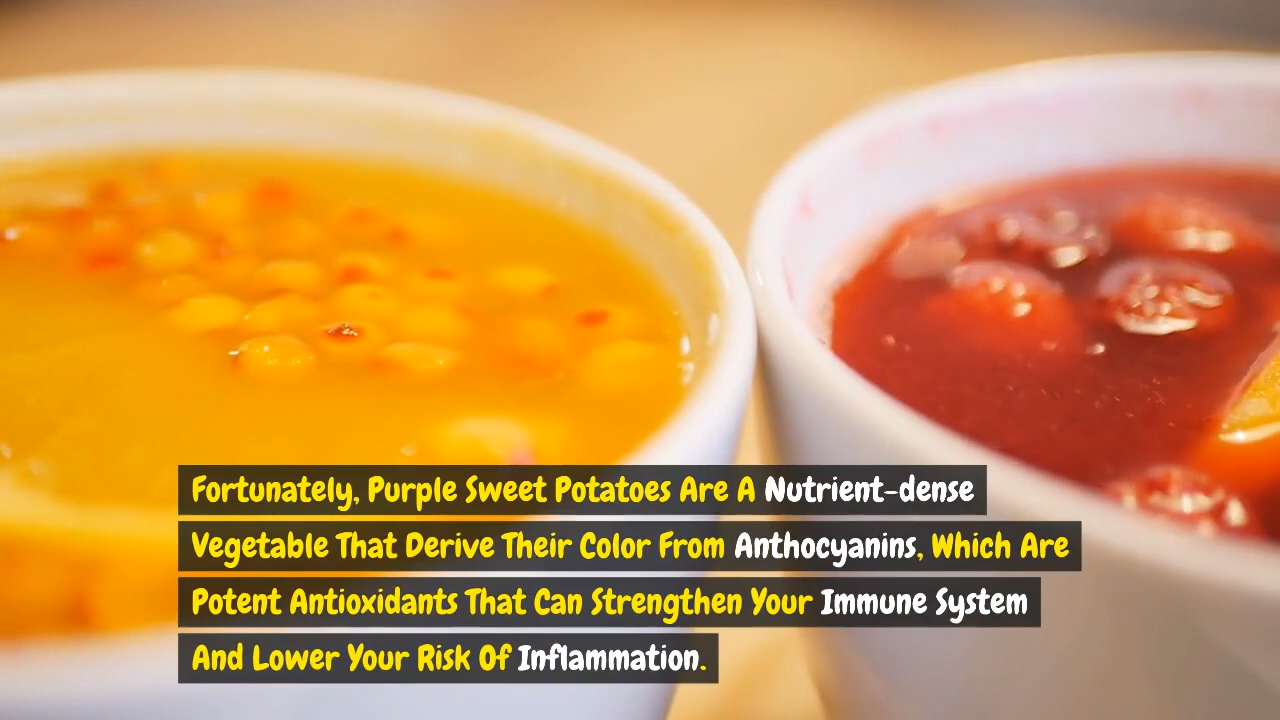 Fortunately, Purple Sweet Potatoes Are A Nutrient-dense
Vegetable That Derive Their Color From Anthocyanins, Which Are
Potent Antioxidants That Can Strengthen Your Immune System
And Lower Your Risk Of Inflammation.